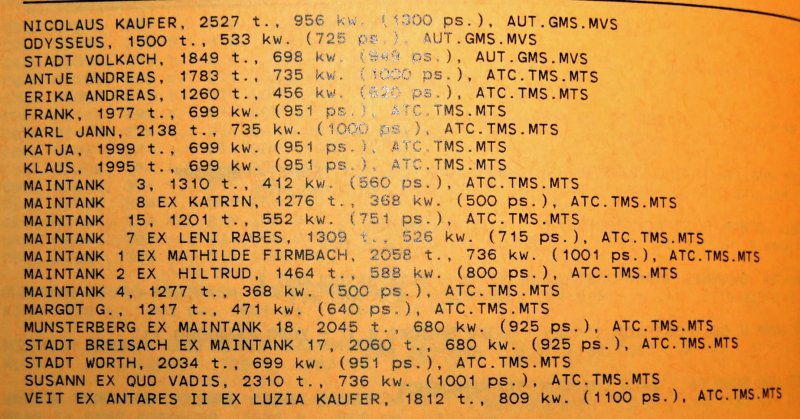 NICOLAUS KAUFER, 2527 t., 956 kw. (1300 ps.), AUT.GMS.MVS
ODYSSEUS, 1500 t., 533 kw. (725 ps.), AUT.GMS.MVS
STADT VOLKACH, 1849 t., 698 kw. (949 ps.), AUT.GMS.MVS
ANTJE ANDREAS, 1783 t., 735 kw. (1000 ps.), ATC.TMS.MTS
ERIKA ANDREAS, 1260 t., 456 kw. (620 ps.), ATC.TMS.MTS
FRANK, 1977 t., 699 kw. (951 ps.), ATC.TMS.MTS
KARL JANN, 2138 t., 735 kw. (1000 ps.), ATC.TMS.MTS
KATJA, 1999 t., 699 kw. (951 ps.), ATC.TMS.MTS
KLAUS, 1995 t., 699 kw. (951 ps.), ATC.TMS.MTS
MAINTANK 3, 1310 t., 412 kw. (560 ps.), ATC.TMS.MTS
MAINTANK 8 EX KATRIN, 1276 t., 368 kw. (500 ps.), ATC.TMS.MTS
MAINTANK 15, 1201 t., 552 kw. (751 ps.), ATC.TMS.MTS
MAINTANK 7 EX LENI RABES, 1309 t., 526 kw. (715 ps.), ATC.TMS.MTS
MAINTANK 1 EX MATHILDE FIRMBACH, 2058 t., 736 kw. (1001 ps.), ATC.TMS.MTS
MAINTANK 2 EX HILTRUD, 1464 t., 588 kw. (800 ps.), ATC.TMS.MTS
MAINTANK 4, 1277 t., 368 kw. (500 ps.), ATC.TMS.MTS
MARGOT G., 1217 t., 471 kw. (640 ps.), ATC.TMS.MTS
MUNSTERBERG EX MAINTANK 18, 2045 t., 680 kw. (925 ps.), ATC.TMS.MTS
STADT BREISACH EX MAINTANK 17, 2060 t., 680 kw. (925 ps.), ATC.TMS.MTS
STADT WORTH, 2034 t., 699 kw. (951 ps.), ATC.TMS.MTS
SUSANN EX QUO VADIS, 2310 t., 736 kw. (1001 ps.), ATC.TMS.MTS
VEIT EX ANTARES II EX LUZIA KAUFER, 1812 t., 809 kw. (1100 ps.), ATC.TMS.MTS